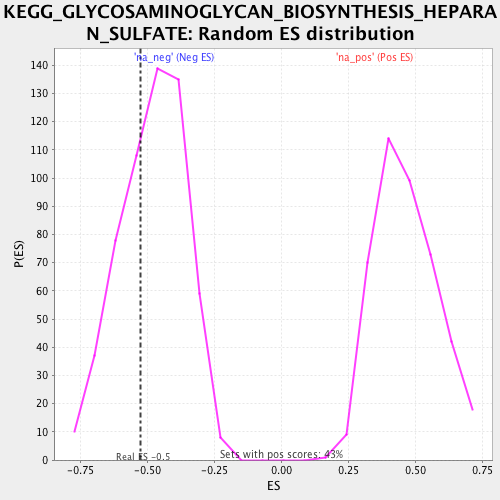 KEGG_GLYCOSAMINOGLYCAN_BIOSYNTHESIS_HEPARA
N_SULFATE: Random ES distribution
'na_neg' (Neg ES) 'na_pos' (Pos ES)
140
130
120
110
100
90
80
70
60
50
40
30
20
10
0
P(ES)
Real ES -0.5
Sets with pos scores: 43%
-0.75 -0.50 -0.25 0.00 0.25 0.50 0.75
ES